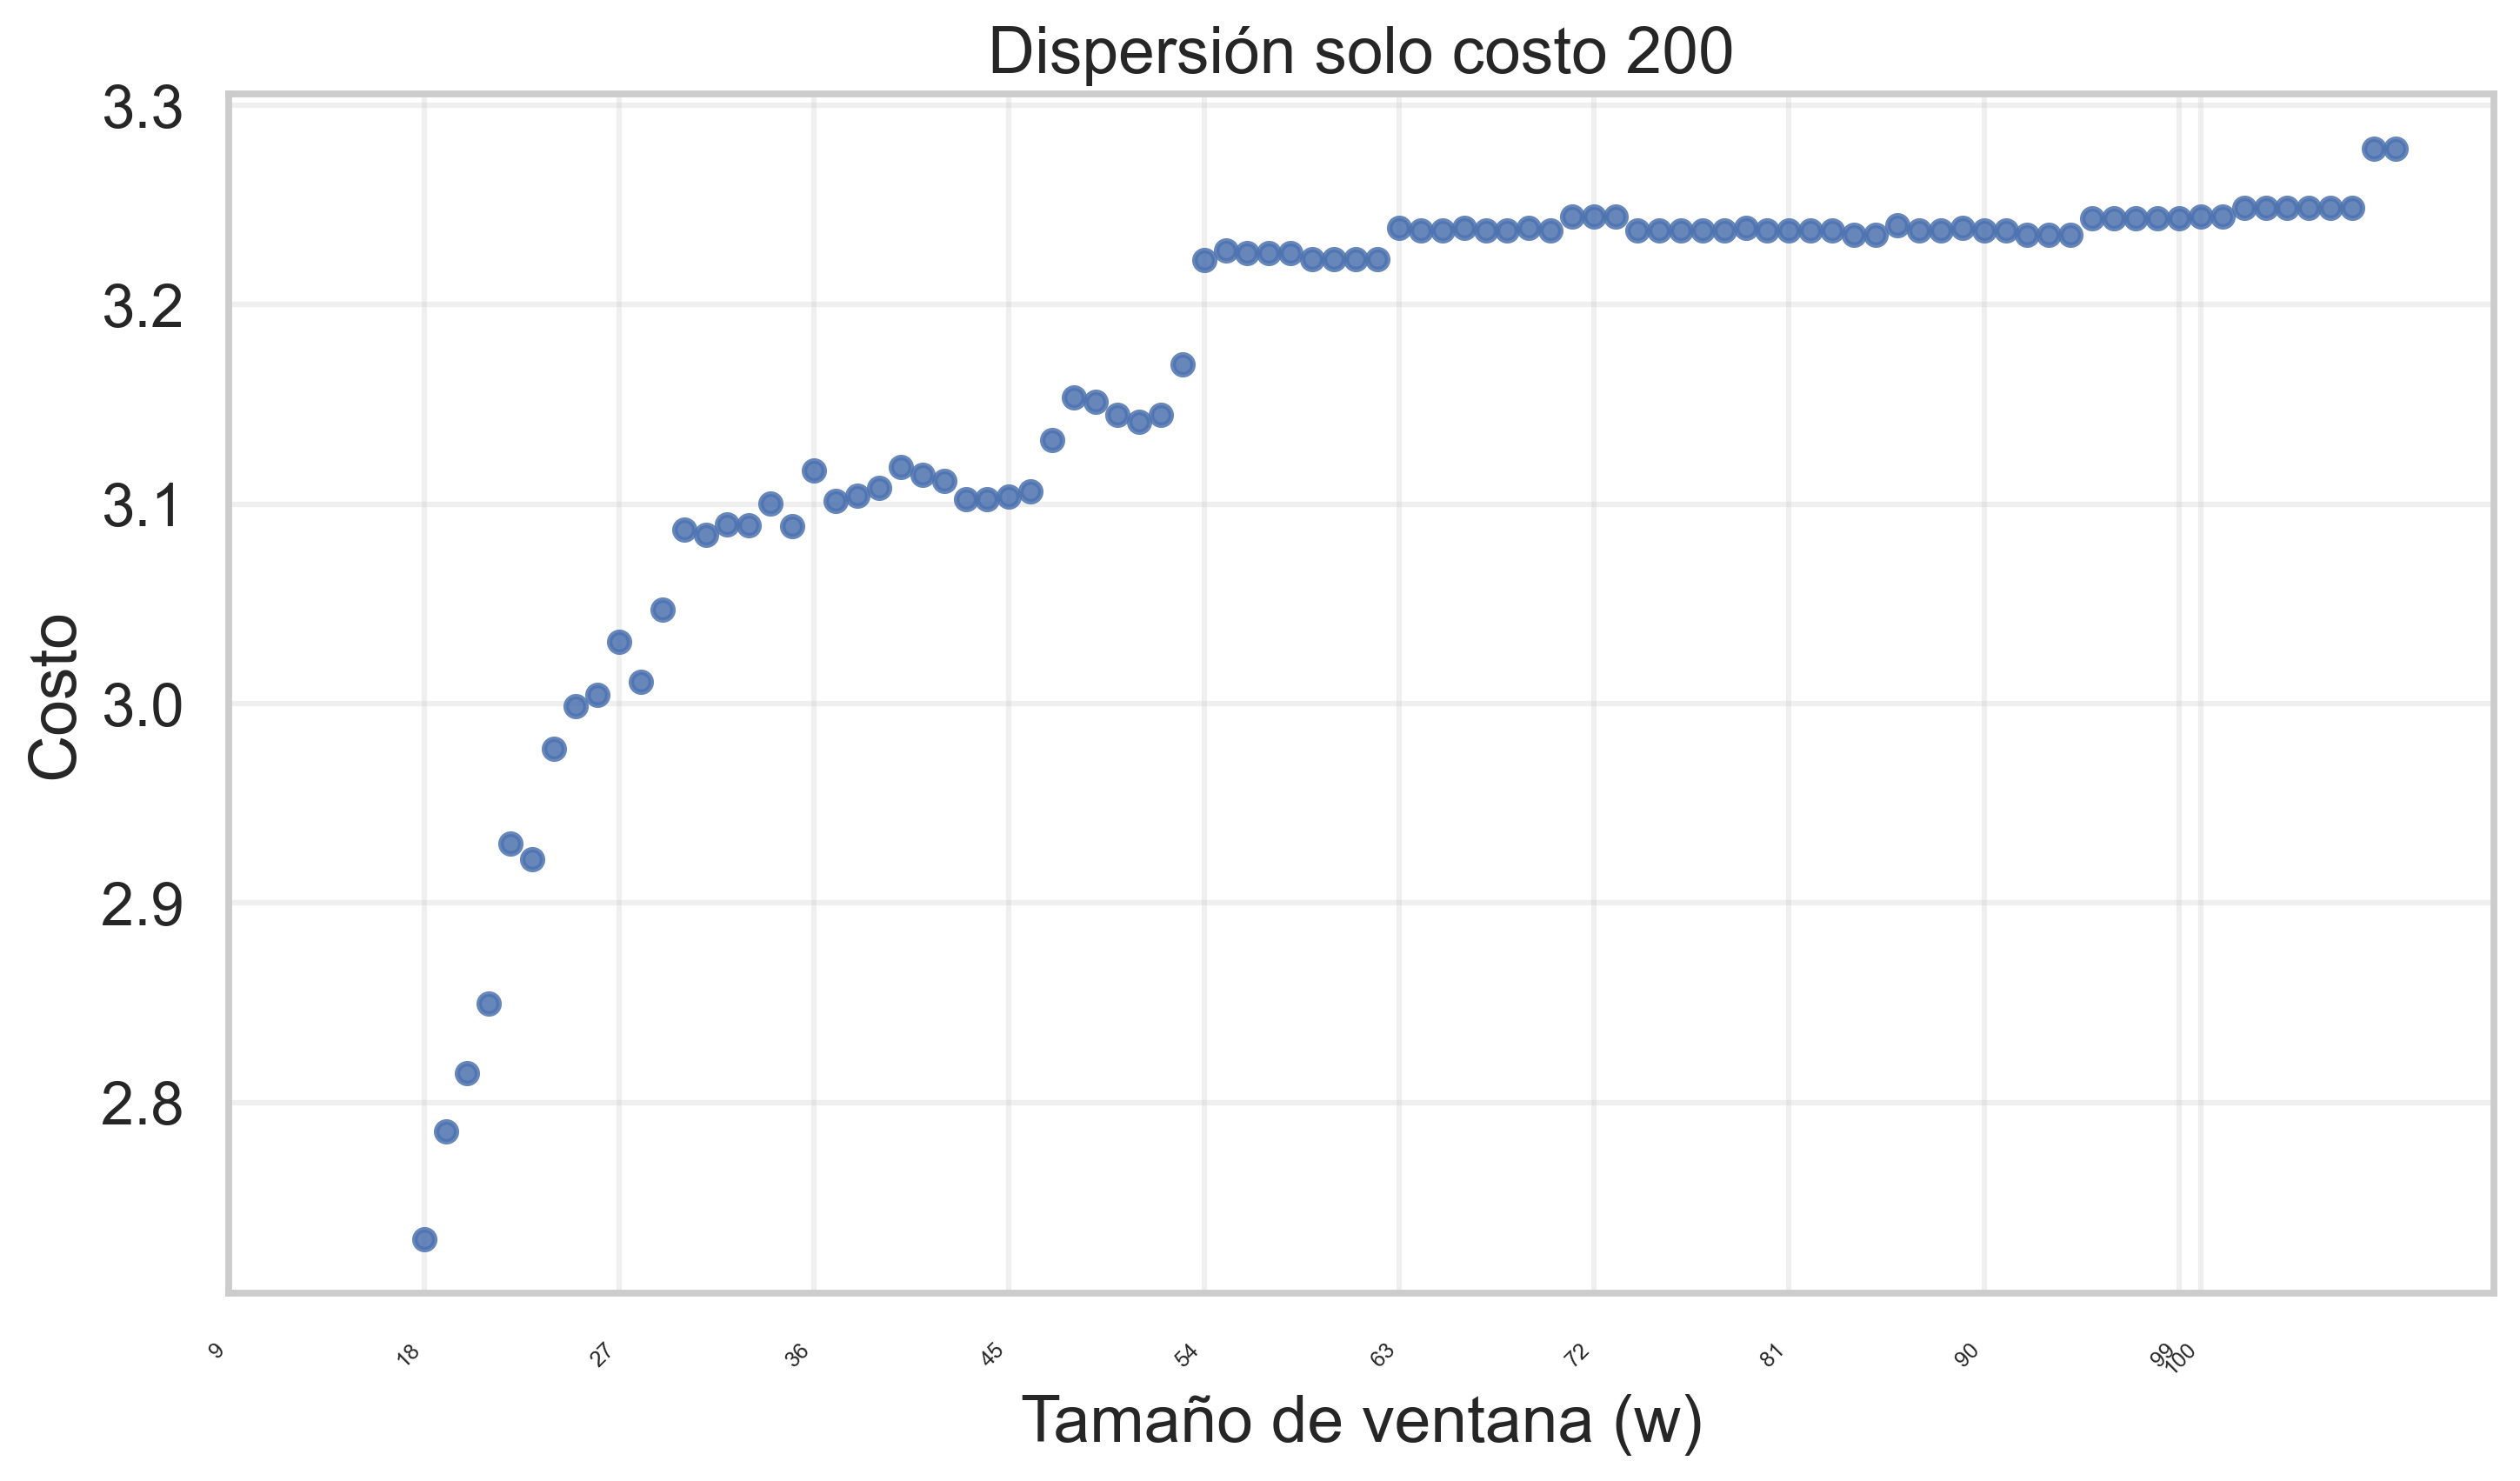 Dispersión solo costo 200
3.3
3.2
3.1
3.0
2.9
2.8
Costo
9 18 27 36 45 54 63 72 81 90 99 100
Tamaño de ventana (w)